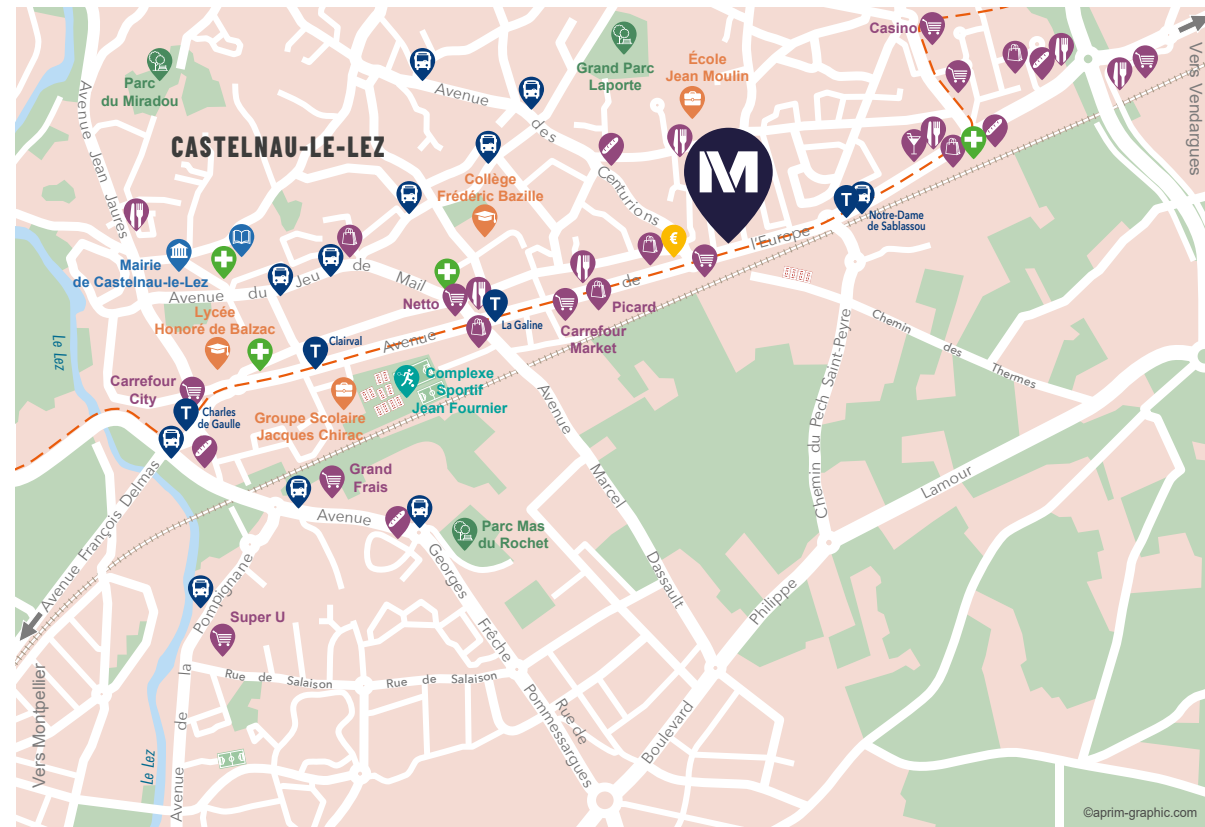 Casino
Vers Vendargues
École
Jean Moulin
Grand Parc
Laporte
Parc
du Miradou
Avenue
des
Centurions
CASTELNAU-LE-LEZ
Avenue Jean Jaures
Collège
Frédéric Bazille
M
€
T
Notre-Dame
de Sablassou
Mairie
de Castelnau-le-Lez
Avenue du Jeu de Mail
Lycée
Honoré de Balzac
Netto
T
La Galine
Picard
Carrefour
Market
Avenue de l'Europe
T
Clairval
Le Lez
Carrefour
City
T
Charles
de Gaulle
Groupe Scolaire
Jacques Chirac
Complexe
Sportif
Jean Fournier
Chemin des Thermes
Chemin du Pech Saint-Peyre
Avenue Marcel Dassault
Grand
Frais
Avenue Georges Frêche
Parc Mas
du Rochet
Avenue François Delmas
Vers Montpellier
Super U
Avenue de la Pompignane
Rue de Salaison
Rue de Salaison
Le Lez
Rue de
Pommessargues
Boulevard Philippe Lamour
©aprim-graphic.com